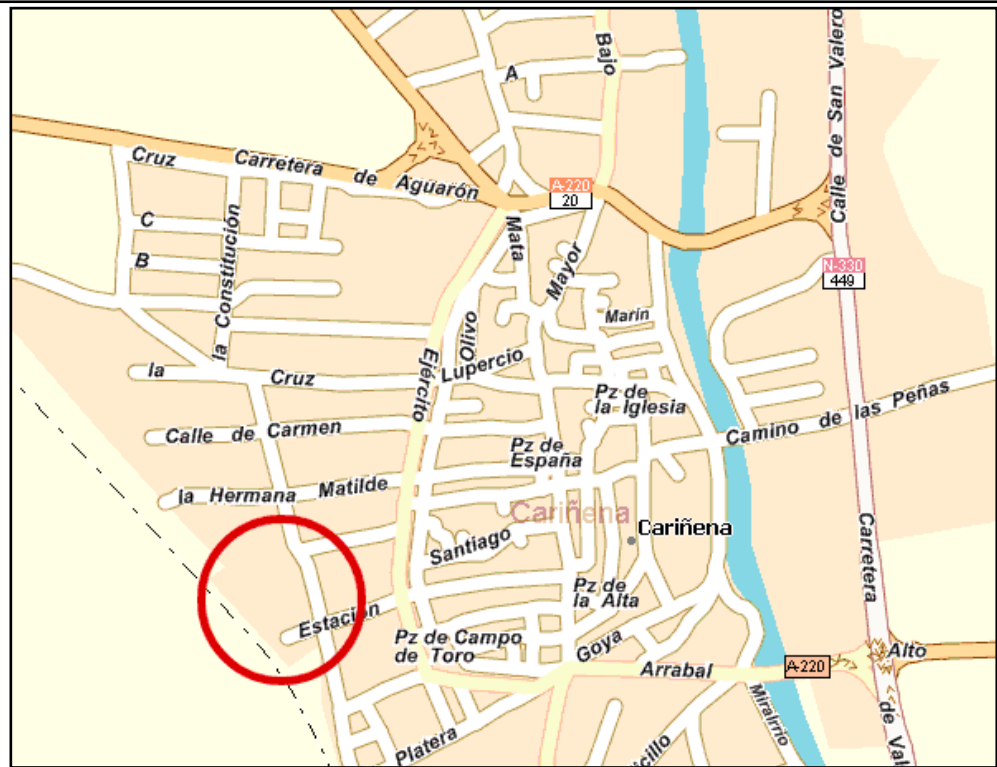 Bajo
A
Calle de San Valero
Cruz
Carretera de Aguarón
A-220
20
C
B
la Constitución
Mata
Mayor
N-330
449
Marín
Olivo
Ejército
Lupercio
la Cruz
Pz de
la Iglesia
Camino de las Peñas
Calle de Carmen
Pz de
España
la Hermana Matilde
Cariñena
Cariñena
Santiago
Carretera
Pz de
la Alta
Estación
Pz de Campo
de Toro
Goya
Arrabal
A-220
Alto
de Val
Miralrrio
Platera
icillo